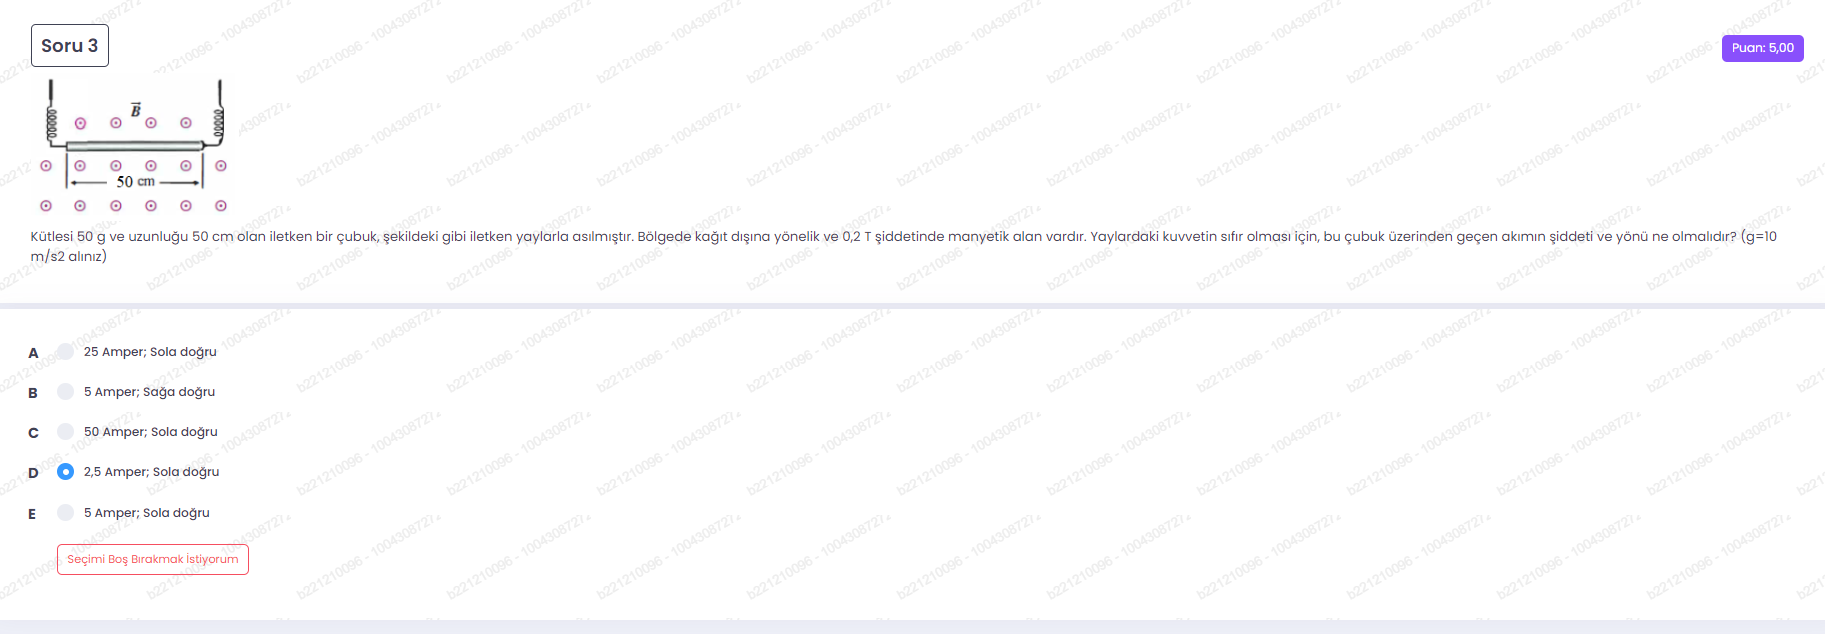 Soru 3
Puan: 5,00
B
50 cm
Kütlesi 50 g ve uzunluğu 50 cm olan iletken bir çubuk, şekildeki gibi iletken yaylarla asılmıştır. Bölgede kağıt dışına yönelik ve 0,2 T şiddetinde manyetik alan vardır. Yaylardaki kuvvetin sıfır olması için, bu çubuk üzerinden geçen akımın şiddeti ve yönü ne olmalıdır? (g=10
m/s2 alınız)
A 25 Amper; Sola doğru
B 5 Amper; Sağa doğru
C 50 Amper; Sola doğru
D 2,5 Amper; Sola doğru
E 5 Amper; Sola doğru
Seçimi Boş Bırakmak İstiyorum